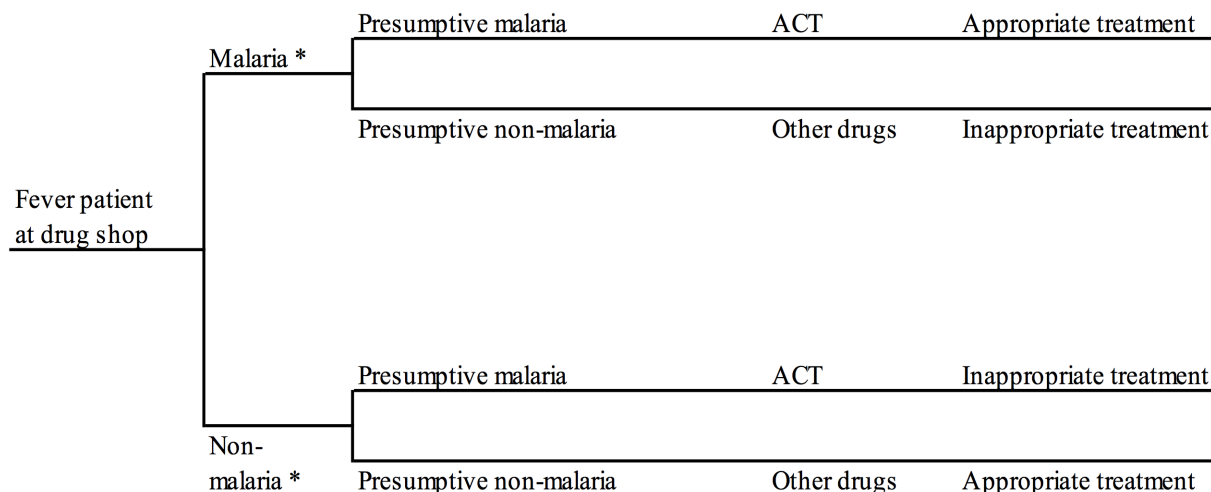 Presumptive malaria ACT Appropriate treatment
Malaria *
Presumptive non-malaria Other drugs Inappropriate treatment
Fever patient
at drug shop
Presumptive malaria ACT Inappropriate treatment
Non-
malaria *
Presumptive non-malaria Other drugs Appropriate treatment